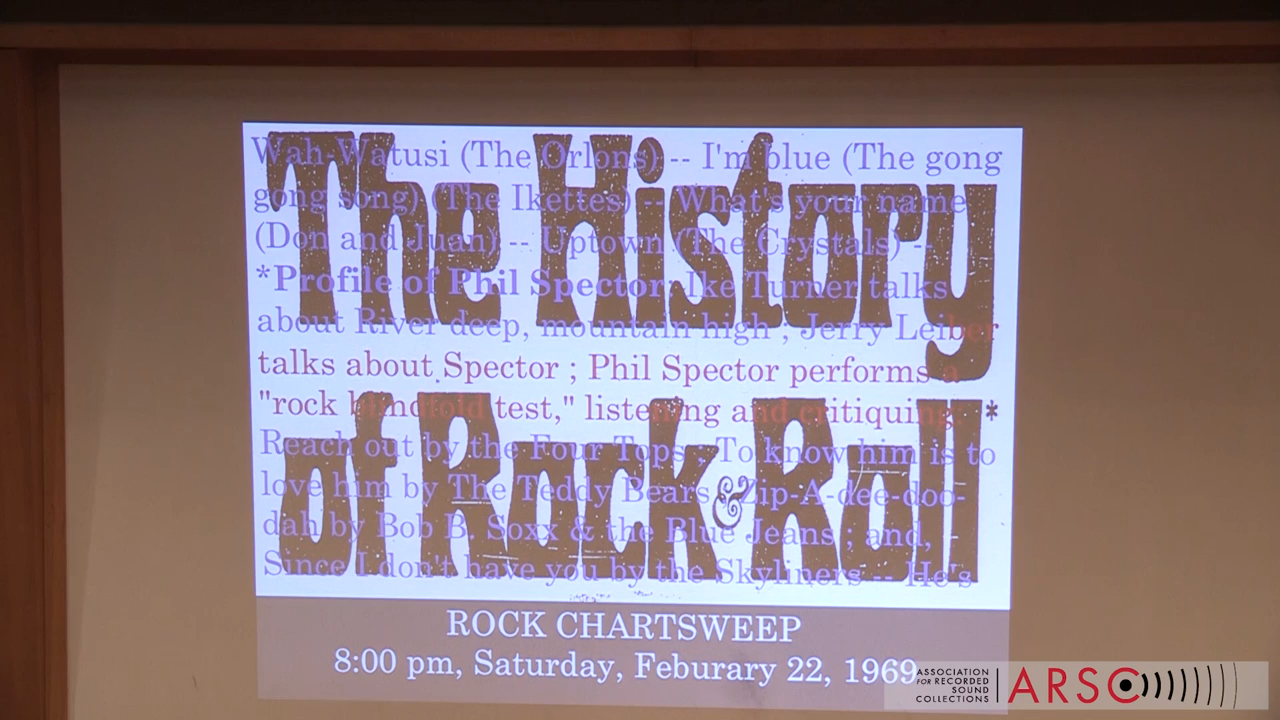 The History
of Rock & Roll
Wah-Watusi (The Orlons) -- I'm blue (The gong
gong song) (The Ikettes) -- What's your name
(Don and Juan) -- Uptown (The Crystals) --
*Profile of Phil Spector: Ike Turner talks
about River deep, mountain high ; Jerry Leiber
talks about Spector ; Phil Spector performs a
"rock blindfold test," listening and critiquing: *
Reach out by the Four Tops ; To know him is to
love him by The Teddy Bears ; Zip-A-dee-doo-
dah by Bob B. Soxx & the Blue Jeans ; and,
Since I don't have you by the Skyliners -- He's
ROCK CHARTSWEEP
8:00 pm, Saturday, Feburary 22, 1969
ASSOCIATION
for RECORDED
SOUND
COLLECTIONS
ARSC